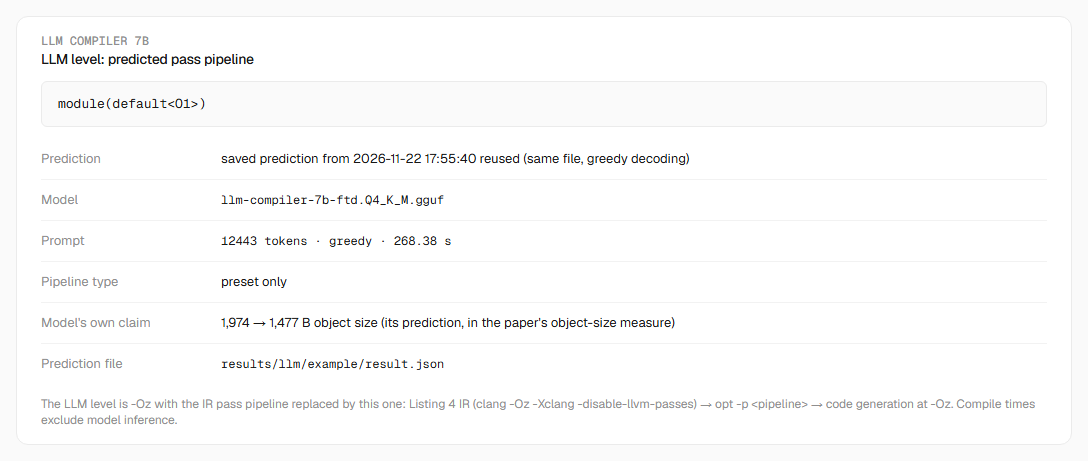 LLM COMPILER 7B
LLM level: predicted pass pipeline
module(default<O1>)
Prediction saved prediction from 2026-11-22 17:55:40 reused (same file, greedy decoding)
Model llm-compiler-7b-ftd.Q4_K_M.gguf
Prompt 12443 tokens · greedy · 268.38 s
Pipeline type preset only
Model's own claim 1,974 → 1,477 B object size (its prediction, in the paper's object-size measure)
Prediction file results/llm/example/result.json
The LLM level is -Oz with the IR pass pipeline replaced by this one: Listing 4 IR (clang -Oz -Xclang -disable-llvm-passes) → opt -p <pipeline> → code generation at -Oz. Compile times
exclude model inference.